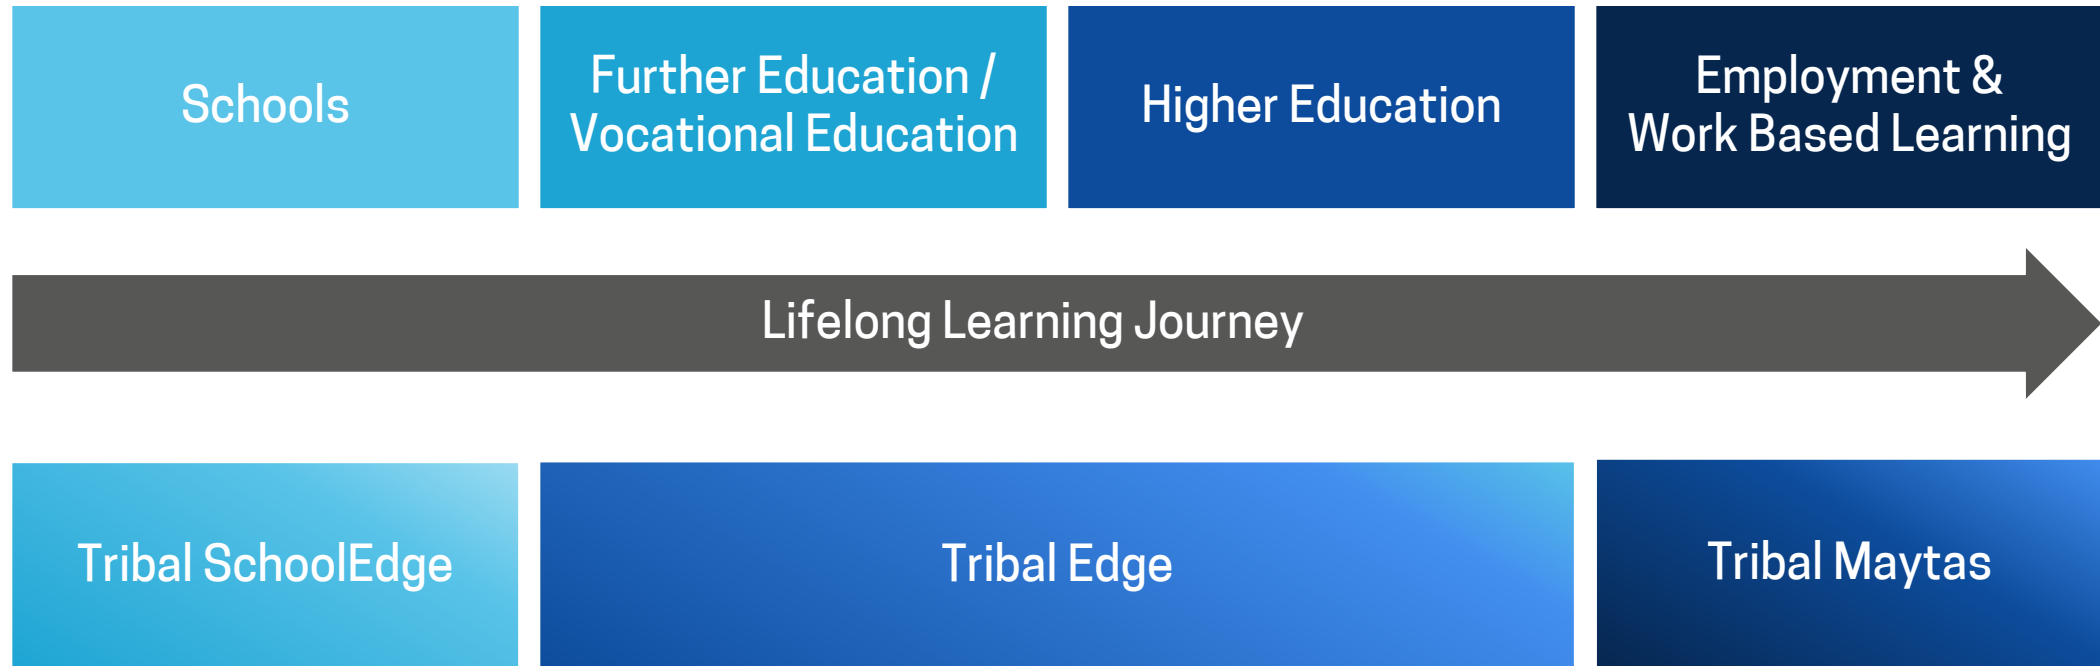 Schools
Further Education /
Vocational Education
Higher Education
Employment &
Work Based Learning
Lifelong Learning Journey
Tribal SchoolEdge
Tribal Edge
Tribal Maytas